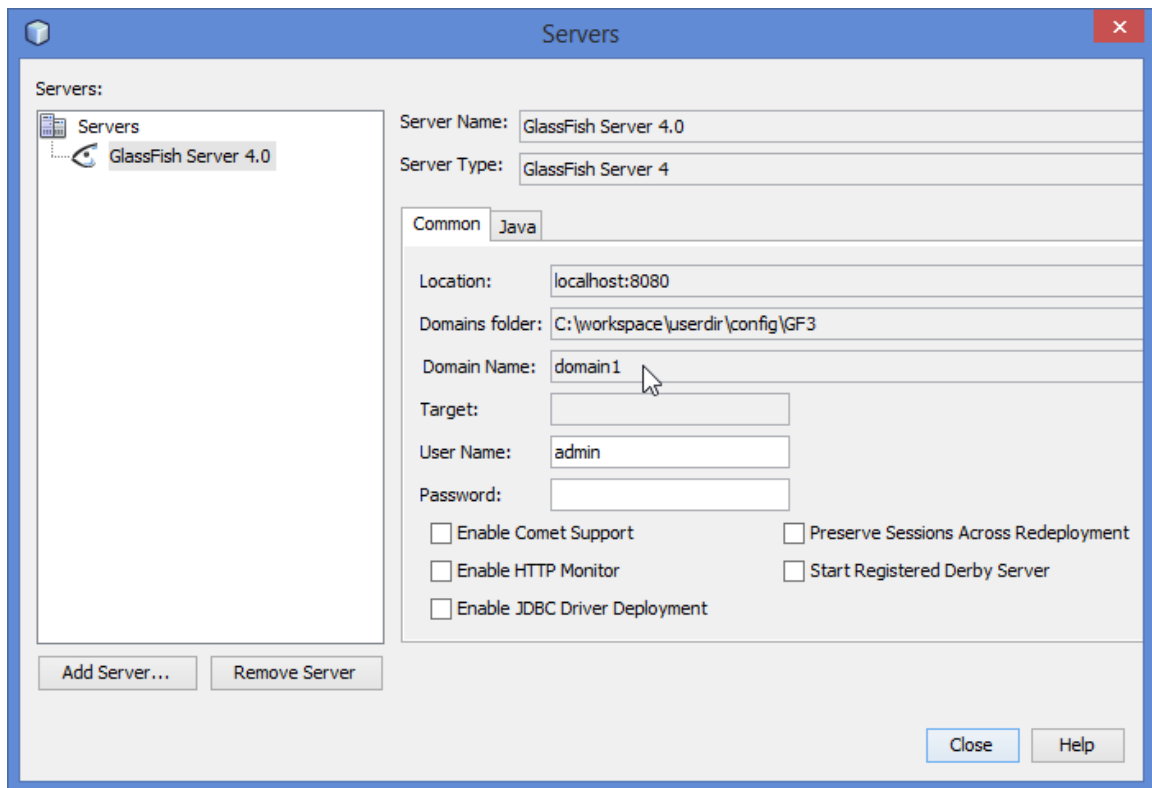 Servers
Servers:
Servers
GlassFish Server 4.0
Server Name: GlassFish Server 4.0
Server Type: GlassFish Server 4
Common Java
Location: localhost:8080
Domains folder: C:\workspace\userdir\config\GF3
Domain Name: domain1
Target:
User Name: admin
Password:
Enable Comet Support Preserve Sessions Across Redeployment
Enable HTTP Monitor Start Registered Derby Server
Enable JDBC Driver Deployment
Add Server... Remove Server
Close Help